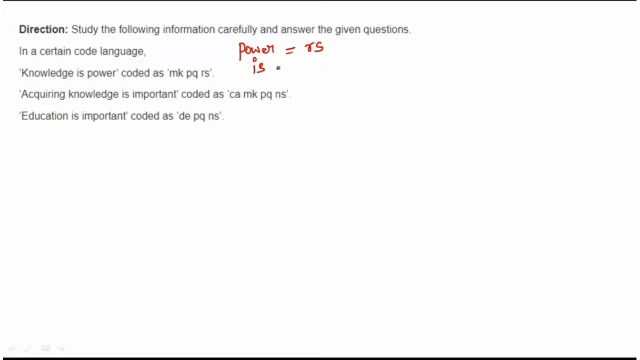 Direction: Study the following information carefully and answer the given questions.
In a certain code language,
power = rs
'Knowledge is power' coded as 'mk pq rs'.
is
'Acquiring knowledge is important' coded as 'ca mk pq ns'.
'Education is important' coded as 'de pq ns'.